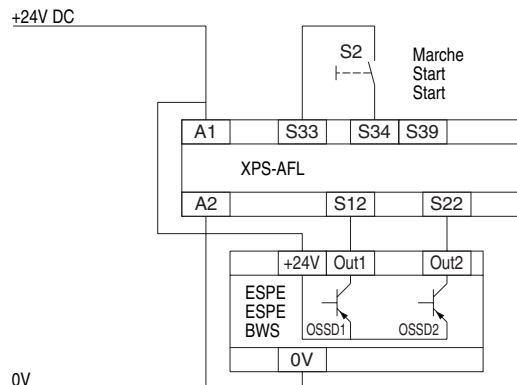 +24V DC
S2
Marche
Start
Start
A1
S33
S34
S39
XPS-AFL
A2
S12
S22
+24V
Out1
Out2
ESPE
ESPE
BWS
OSSD1
OSSD2
0V
0V